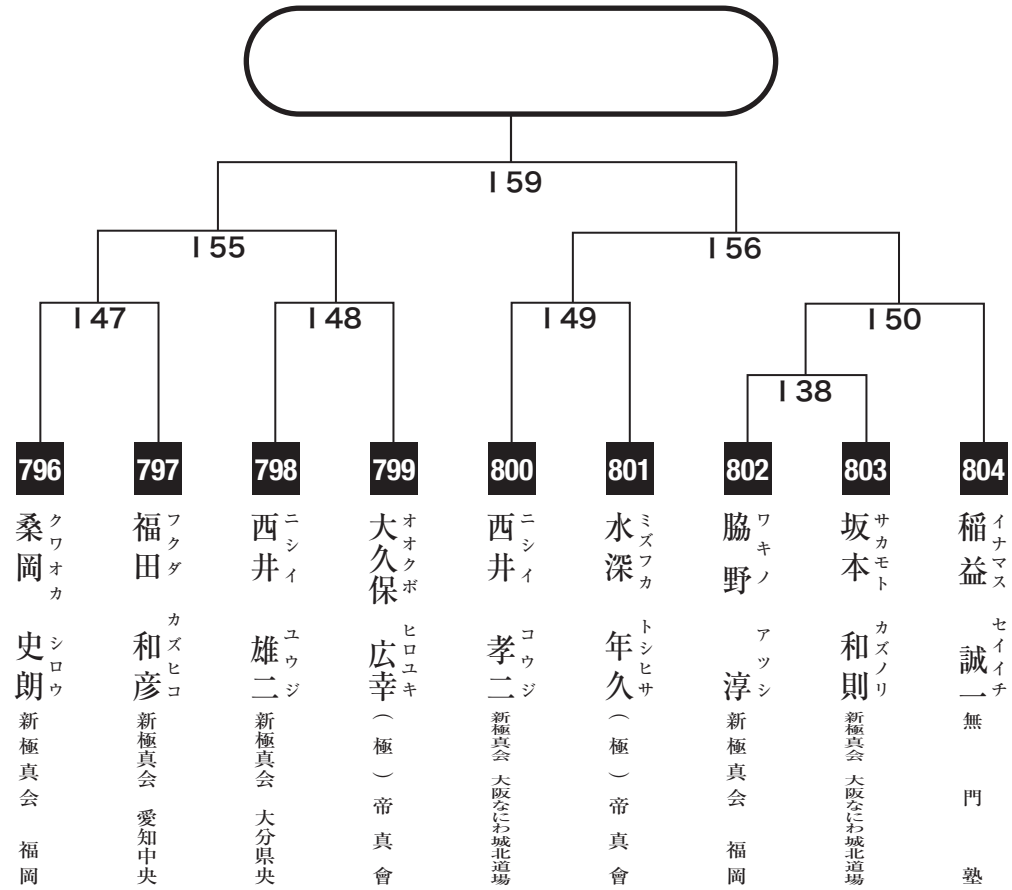 I 59
I 55
I 56
I 47
I 48
I 49
I 50
I 38
796
797
798
799
800
801
802
803
804
桑岡 史朗
クワオカ シロウ
新極真会 福岡
福田 和彦
フクダ カズヒコ
新極真会 愛知中央
西井 雄二
ニシイ ユウジ
新極真会 大分県央
大久保 広幸
オオクボ ヒロユキ
(極)帝真會
西井 孝二
ニシイ コウジ
新極真会 大阪なにわ城北道場
水深 年久
ミズフカ トシヒサ
(極)帝真會
脇野 淳
ワキノ アツシ
新極真会 福岡
坂本 和則
サカモト カズノリ
新極真会 大阪なにわ城北道場
稲益 誠一
イナマス セイイチ
無門塾